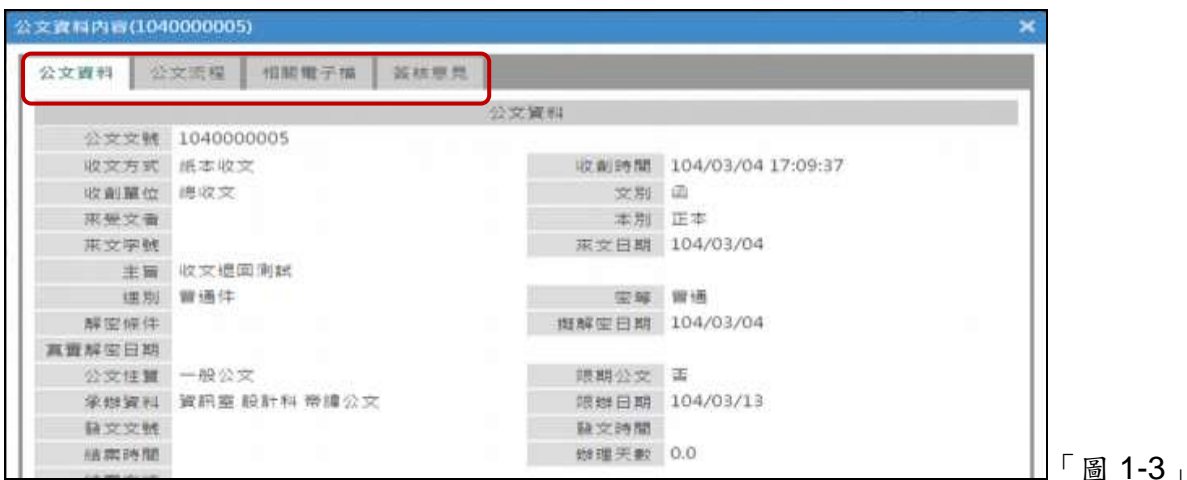 公文資料內容(1040000005)
公文資料 公文流程 相關電子檔 簽核意見
公文資料
公文文號 1040000005
收文方式 紙本收文 收創時間 104/03/04 17:09:37
收創單位 總收文 文別 函
來受文者 本別 正本
來文字號 來文日期 104/03/04
主旨 收文退回測試
速別 普通件 密等 普通
解密條件 擬解密日期 104/03/04
真實解密日期
公文性質 一般公文 限期公文 否
承辦資料 資訊室 設計科 帝緯公文 限辦日期 104/03/13
發文文號 發文時間
結案時間 辦理天數 0.0
「圖 1-3」